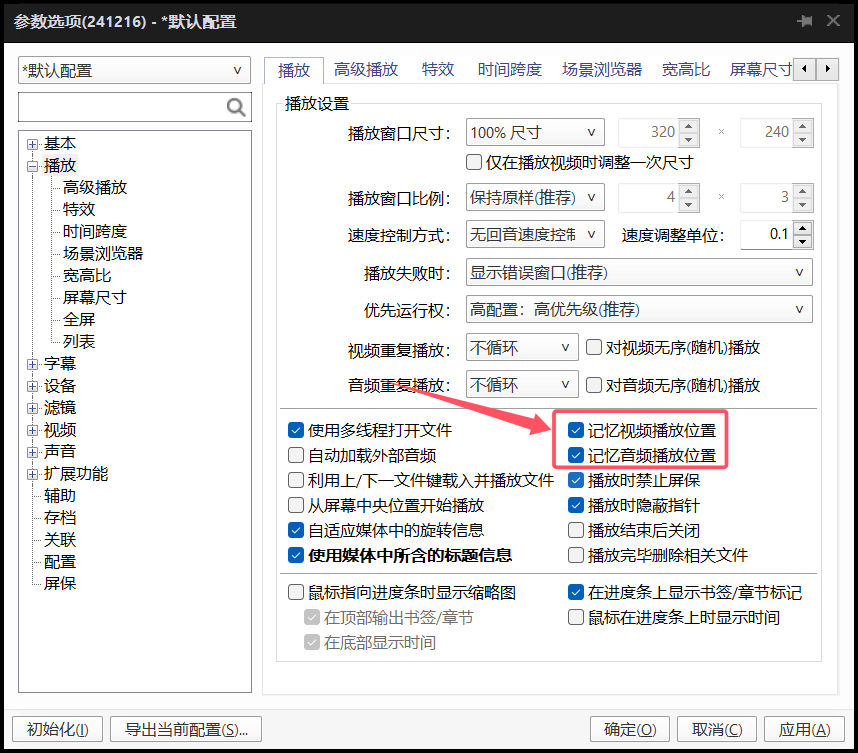 参数选项(241216) - *默认配置
*默认配置
基本
播放
高级播放
特效
时间跨度
场景浏览器
宽高比
屏幕尺寸
全屏
列表
字幕
设备
滤镜
视频
声音
扩展功能
辅助
存档
关联
配置
屏保
播放 高级播放 特效 时间跨度 场景浏览器 宽高比 屏幕尺寸
播放设置
播放窗口尺寸: 100% 尺寸 320 × 240
仅在播放视频时调整一次尺寸
播放窗口比例: 保持原样(推荐) 4 × 3
速度控制方式: 无回音速度控制 速度调整单位: 0.1
播放失败时: 显示错误窗口(推荐)
优先运行权: 高配置：高优先级(推荐)
视频重复播放: 不循环 对视频无序(随机)播放
音频重复播放: 不循环 对音频无序(随机)播放
使用多线程打开文件 记忆视频播放位置
自动加载外部音频 记忆音频播放位置
利用上/下一文件键载入并播放文件 播放时禁止屏保
从屏幕中央位置开始播放 播放时隐蔽指针
自适应媒体中的旋转信息 播放结束后关闭
使用媒体中所含的标题信息 播放完毕删除相关文件
鼠标指向进度条时显示缩略图 在进度条上显示书签/章节标记
在顶部输出书签/章节 鼠标在进度条上时显示时间
在底部显示时间
初始化(I) 导出当前配置(S)... 确定(O) 取消(C) 应用(A)